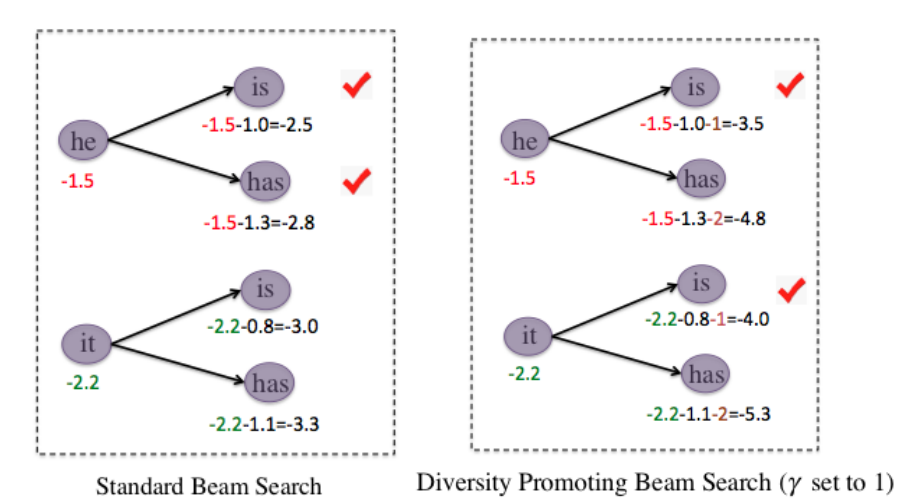 is
-1.5-1.0=-2.5
he
-1.5
has
-1.5-1.3=-2.8
is
-2.2-0.8=-3.0
it
-2.2
has
-2.2-1.1=-3.3
Standard Beam Search
is
-1.5-1.0-1=-3.5
he
-1.5
has
-1.5-1.3-2=-4.8
is
-2.2-0.8-1=-4.0
it
-2.2
has
-2.2-1.1-2=-5.3
Diversity Promoting Beam Search (γ set to 1)